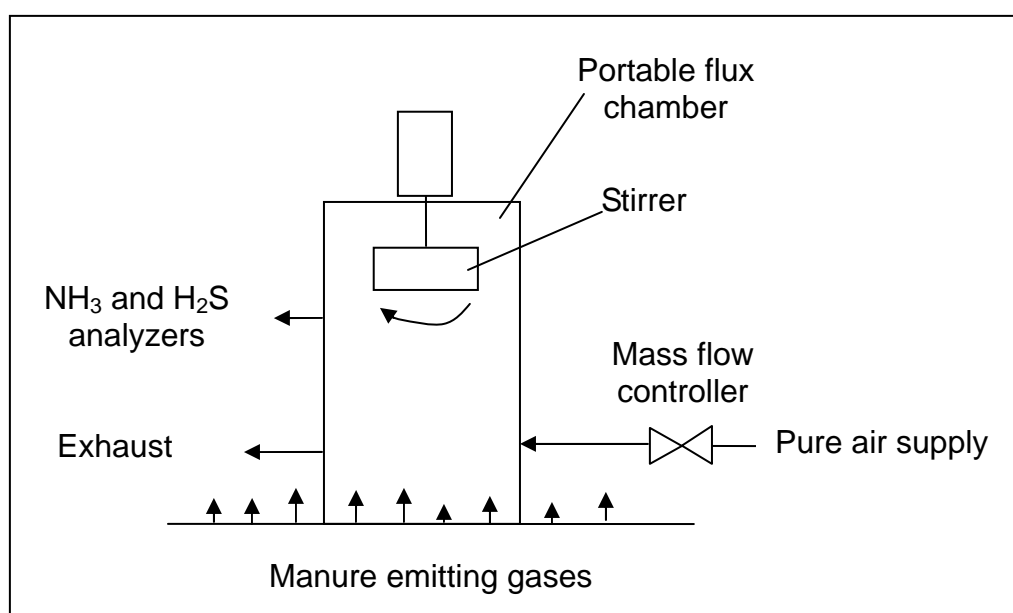 Portable flux
chamber
Stirrer
NH₃ and H₂S
analyzers
Mass flow
controller
Exhaust
Pure air supply
Manure emitting gases